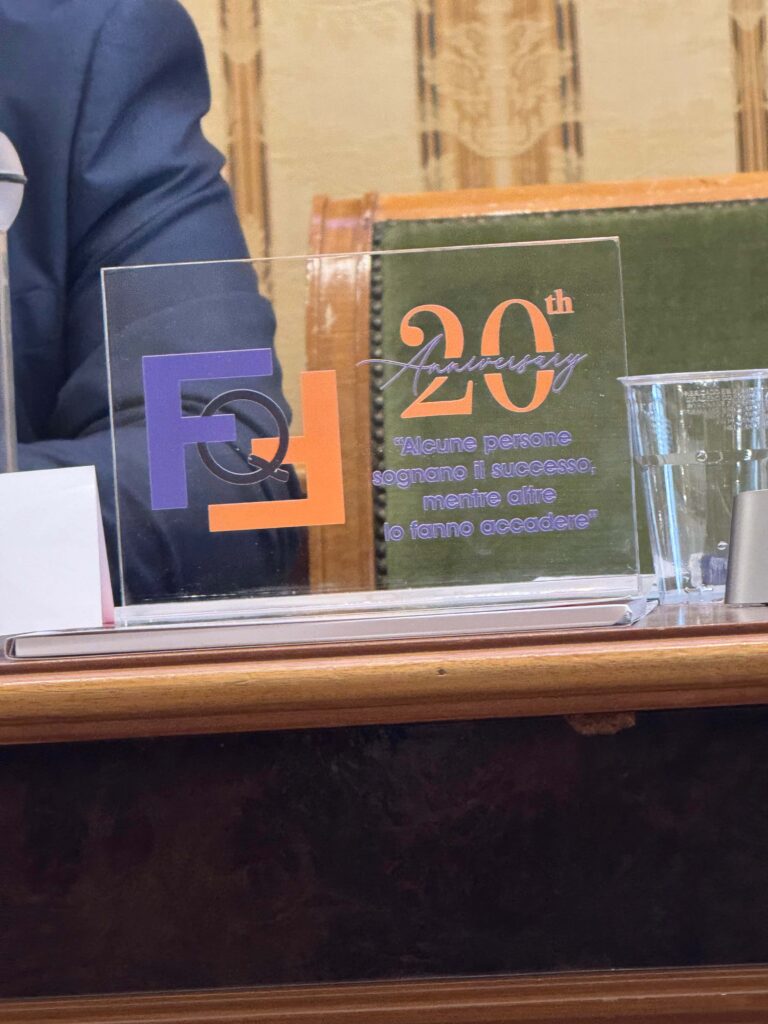 FQF
20th
Anniversary
"Alcune persone
sognano il successo,
mentre altre
lo fanno accadere"